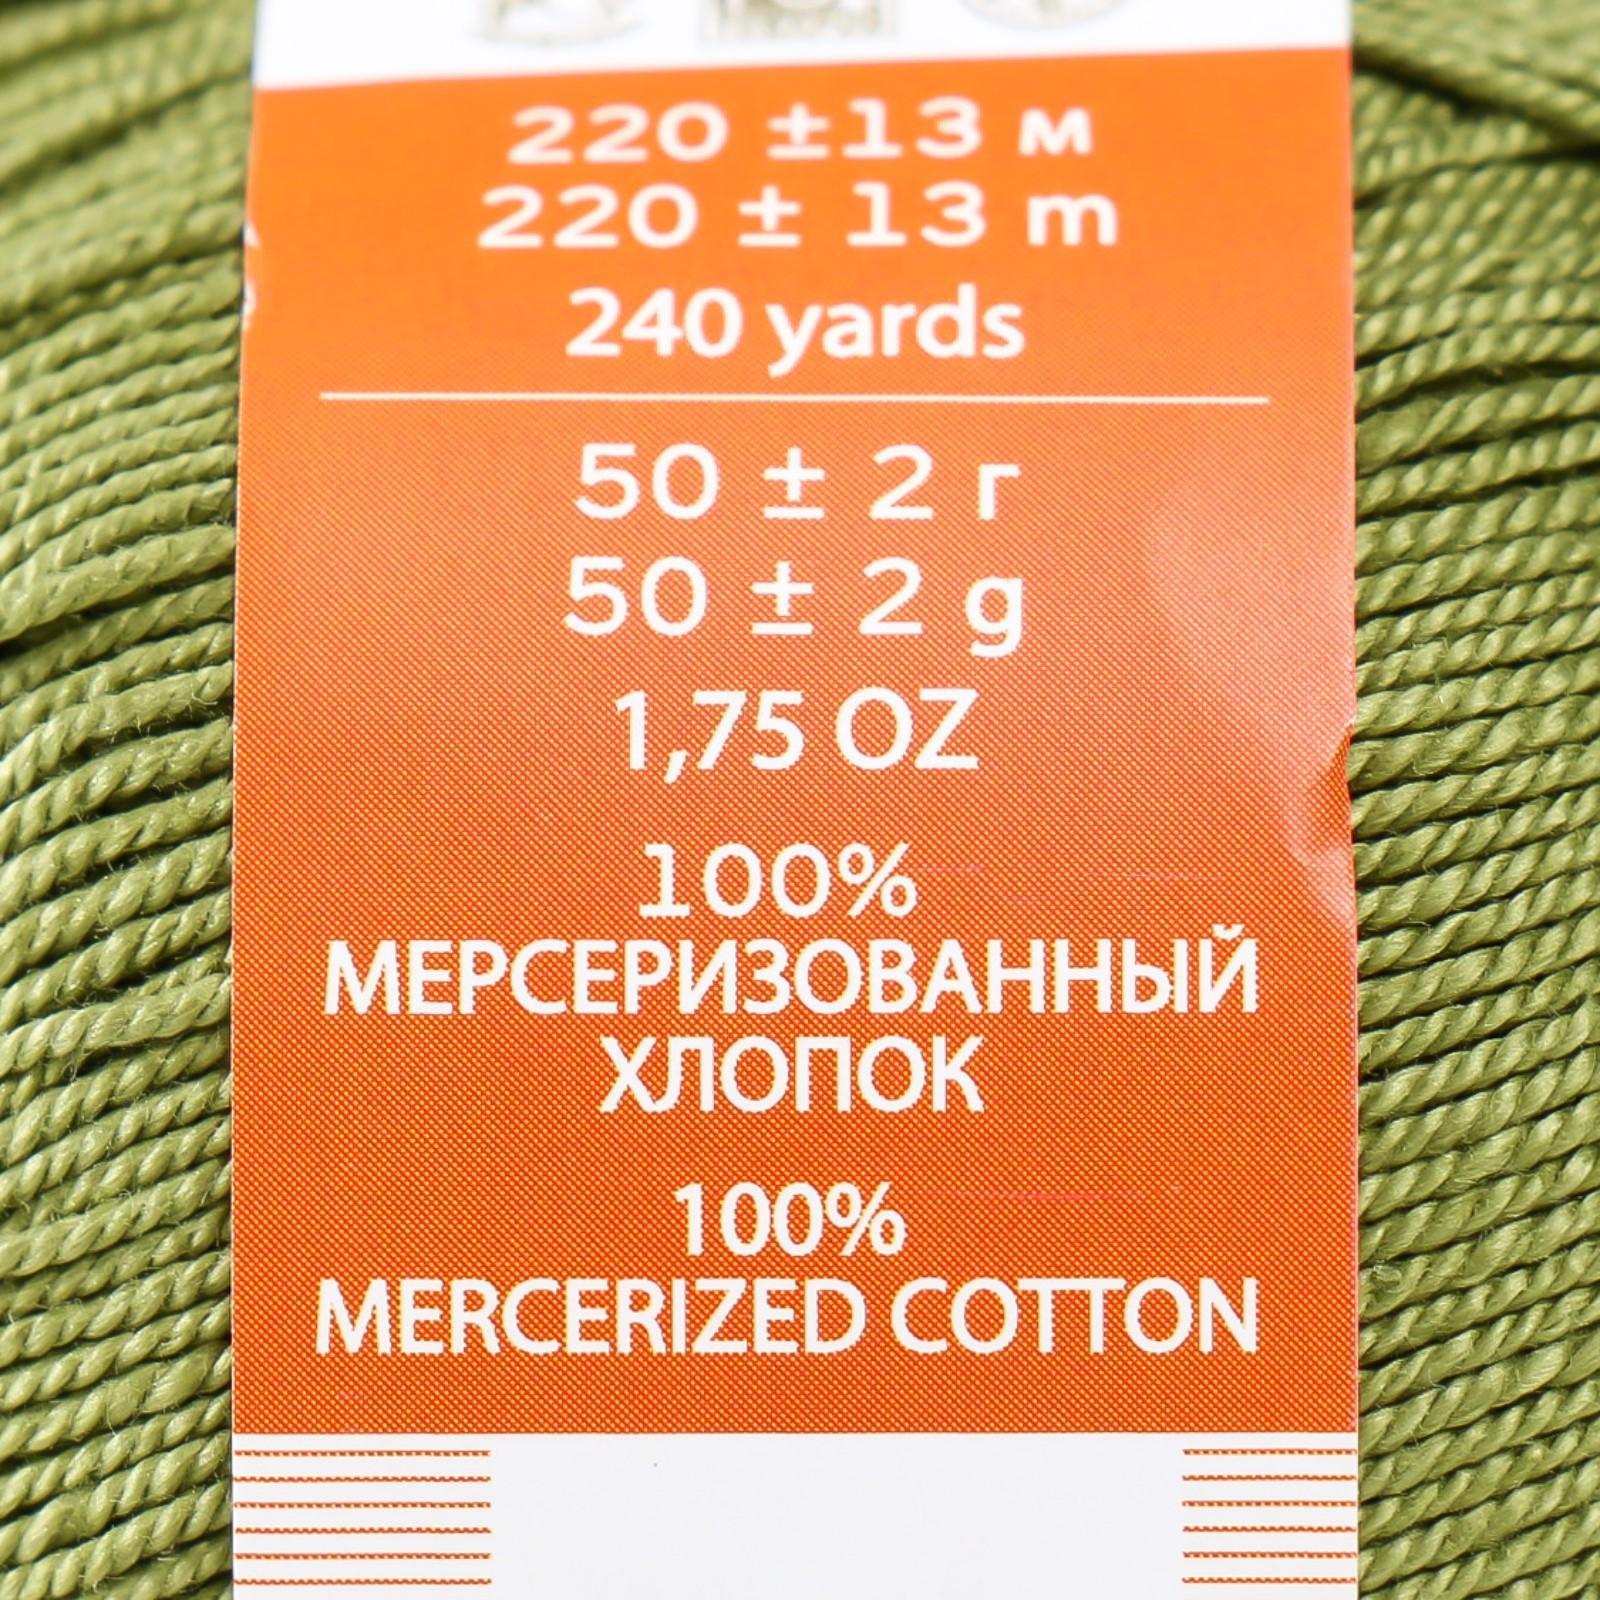 220 ±13 м
220 ± 13 m
240 yards
50 ± 2 г
50 ± 2 g
1,75 OZ
100%
МЕРСЕРИЗОВАННЫЙ
ХЛОПОК
100%
MERCERIZED COTTON